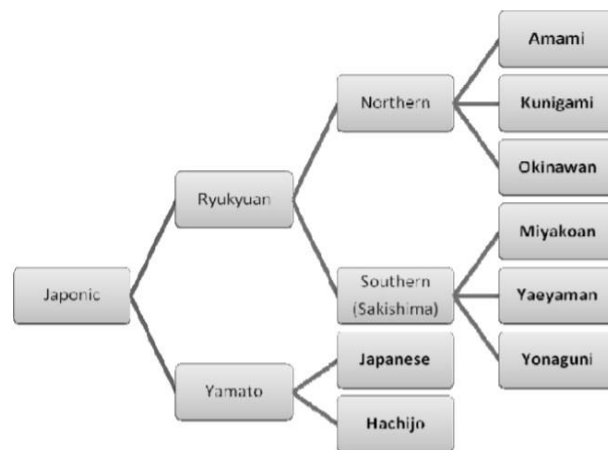 Amami
Northern
Kunigami
Okinawan
Ryukyuan
Miyakoan
Japonic
Southern
(Sakishima)
Yaeyaman
Japanese
Yonaguni
Yamato
Hachijo